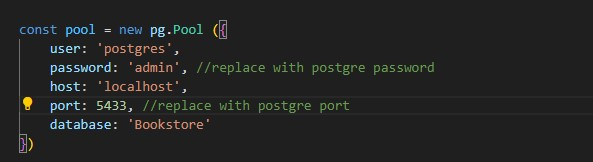 const pool = new pg.Pool ({
user: 'postgres',
password: 'admin', //replace with postgre password
host: 'localhost',
port: 5433, //replace with postgre port
database: 'Bookstore'
})